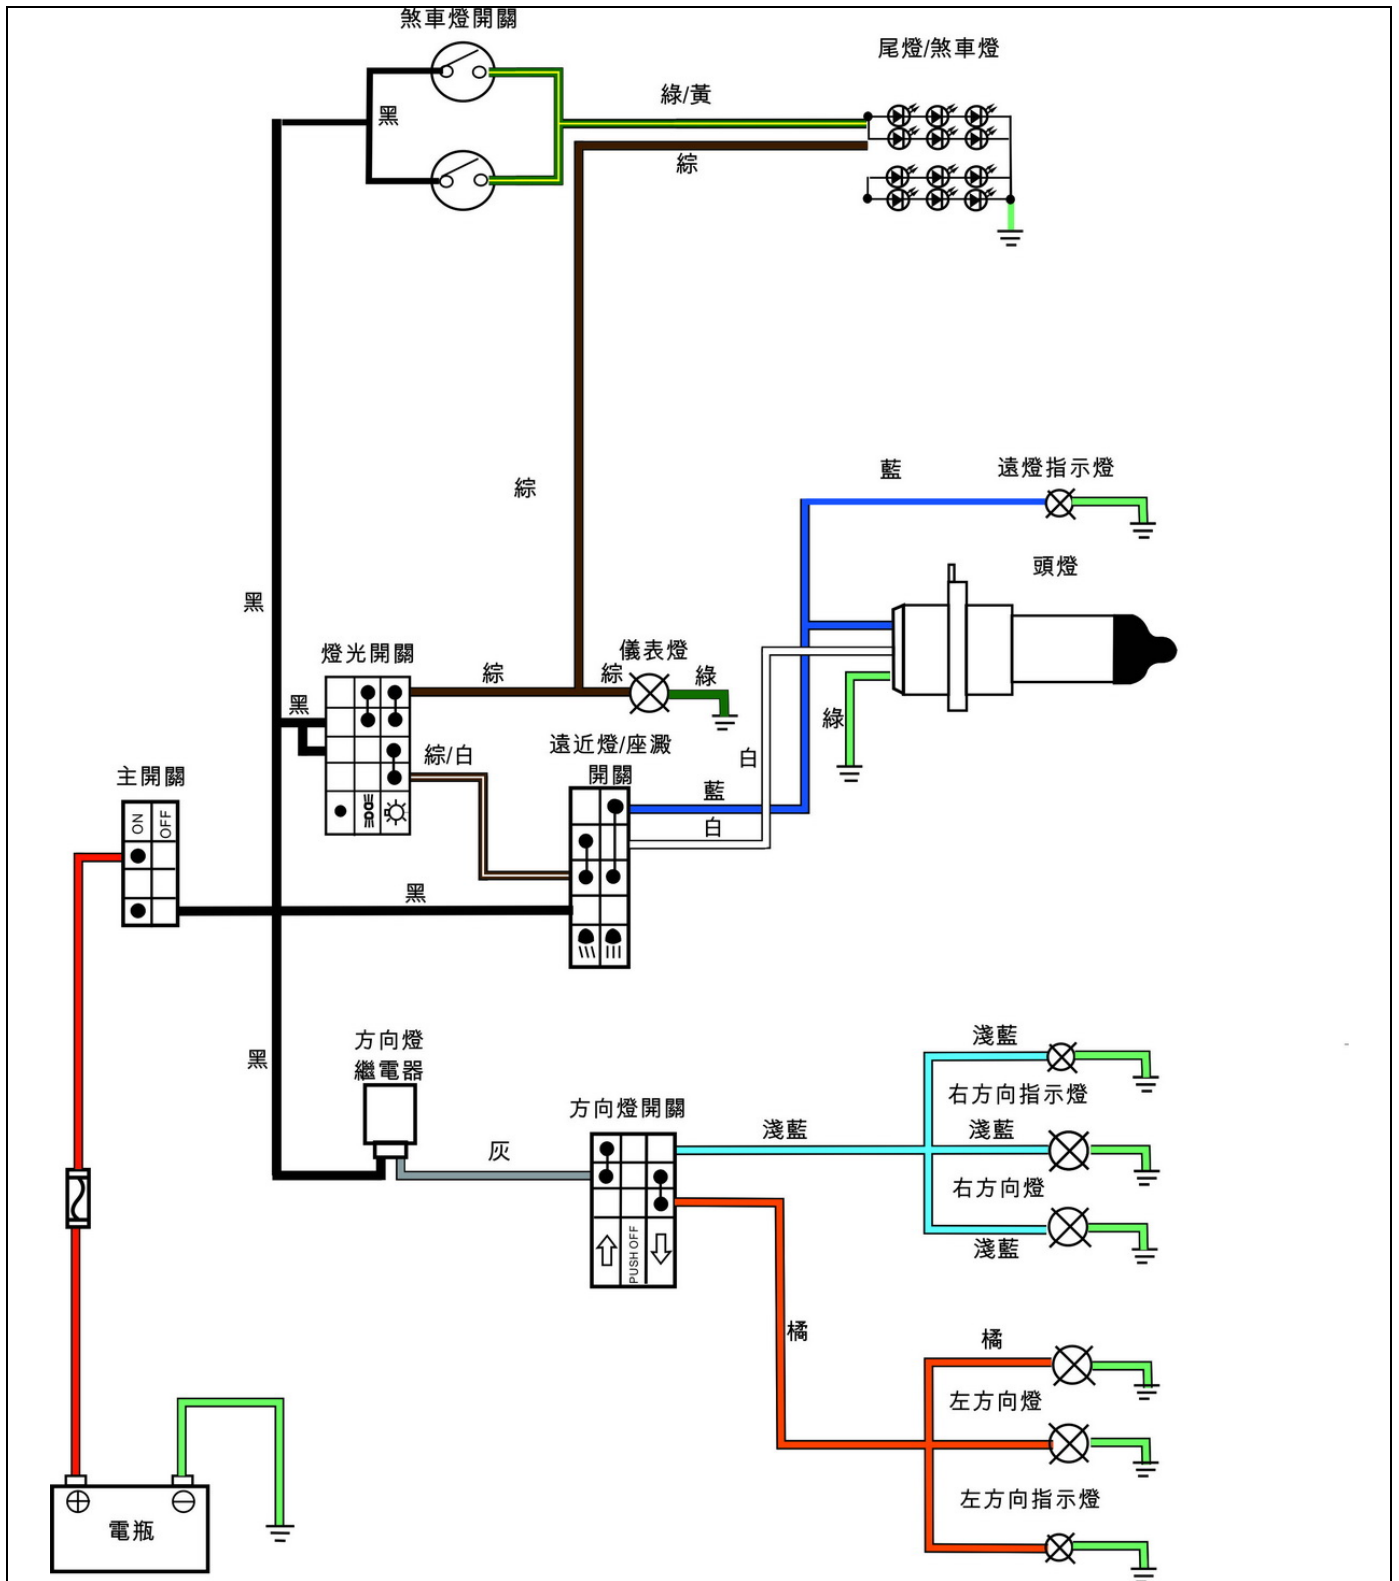 煞車燈開關
尾燈/煞車燈
綠/黃
黑
綜
綜
藍
遠燈指示燈
頭燈
黑
燈光開關
儀表燈
綜
綜
綠
黑
綠
遠近燈/座澱
開關
白
綜/白
主開關
藍
ON
OFF
白
黑
方向燈
繼電器
黑
淺藍
右方向指示燈
方向燈開關
淺藍
淺藍
灰
右方向燈
淺藍
PUSH OFF
橘
橘
左方向燈
左方向指示燈
電瓶